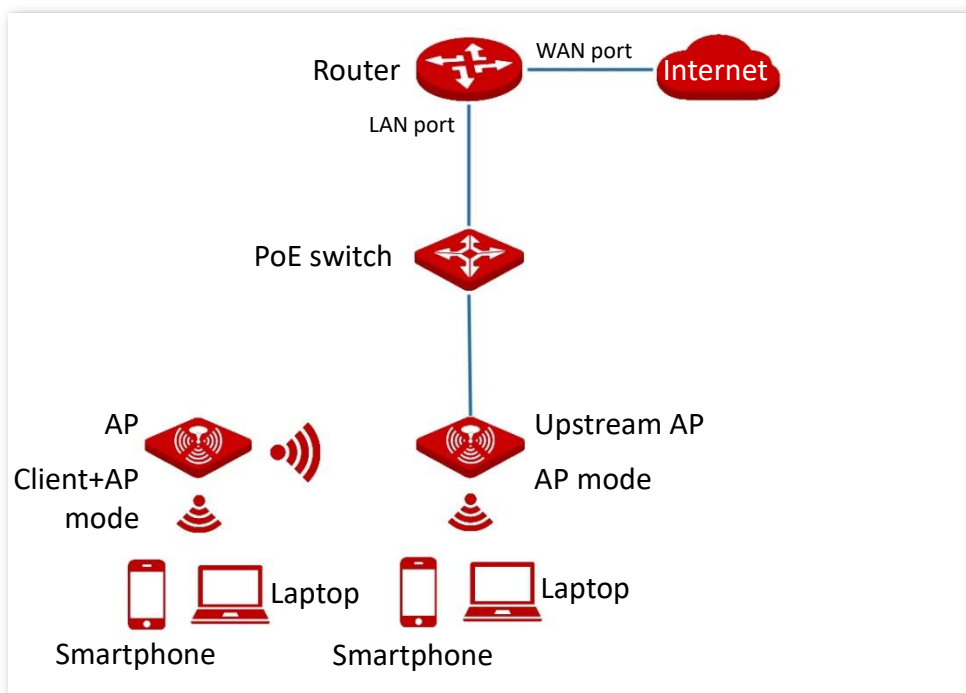 WAN port
Router
Internet
LAN port
PoE switch
AP
Upstream AP
Client+AP
mode
AP mode
Laptop
Laptop
Smartphone
Smartphone